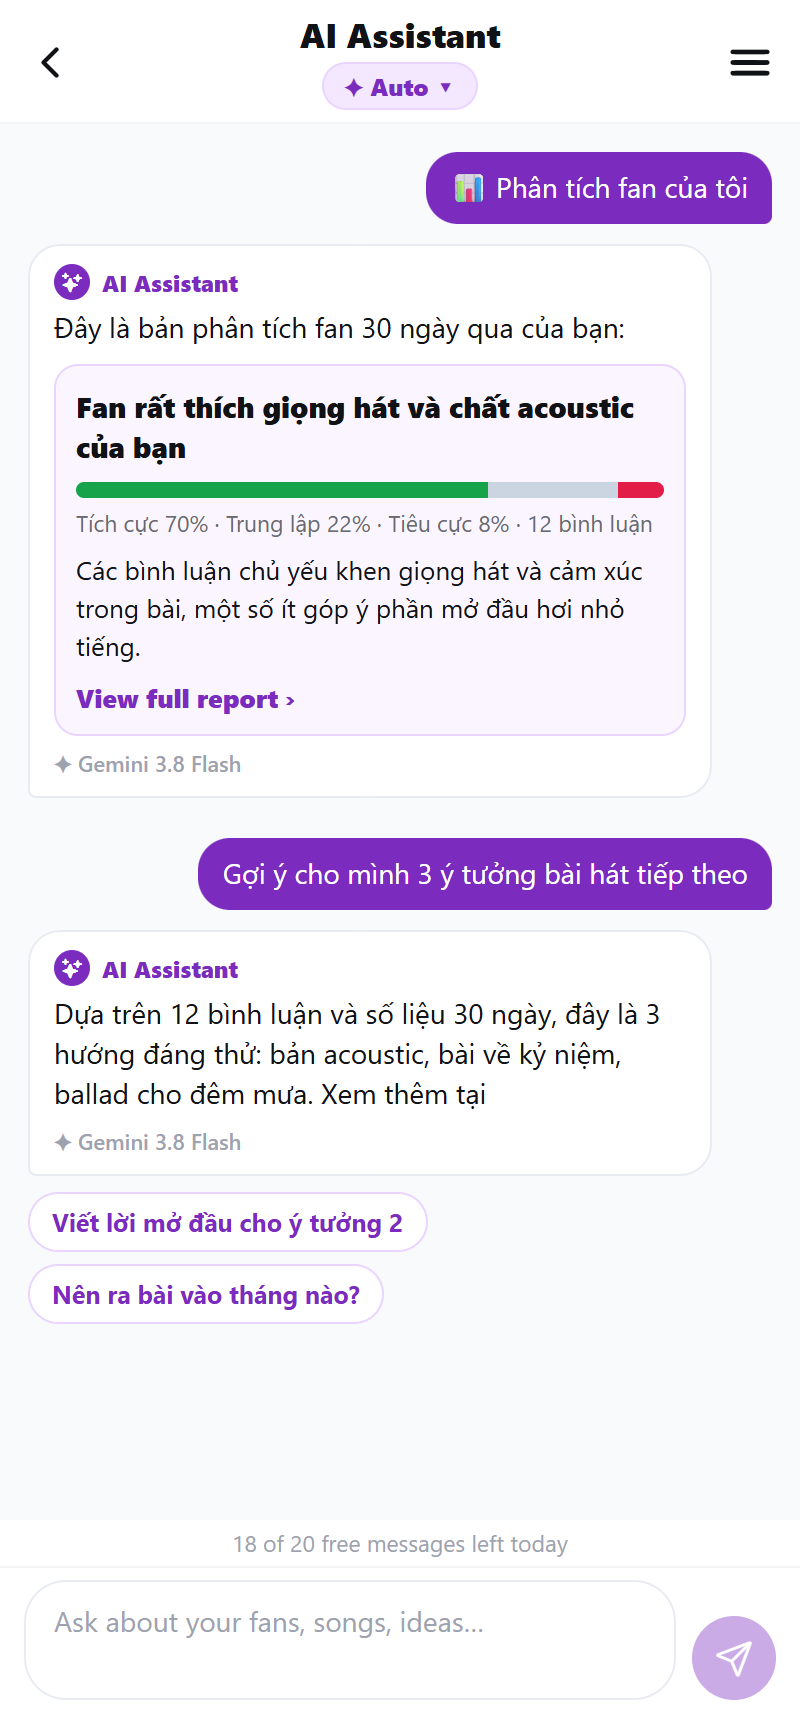 AI Assistant
✦ Auto ▼
📊 Phân tích fan của tôi
AI Assistant
Đây là bản phân tích fan 30 ngày qua của bạn:
Fan rất thích giọng hát và chất acoustic
của bạn
Tích cực 70% · Trung lập 22% · Tiêu cực 8% · 12 bình luận
Các bình luận chủ yếu khen giọng hát và cảm xúc
trong bài, một số ít góp ý phần mở đầu hơi nhỏ
tiếng.
View full report ›
✦ Gemini 3.8 Flash
Gợi ý cho mình 3 ý tưởng bài hát tiếp theo
AI Assistant
Dựa trên 12 bình luận và số liệu 30 ngày, đây là 3
hướng đáng thử: bản acoustic, bài về kỷ niệm,
ballad cho đêm mưa. Xem thêm tại
✦ Gemini 3.8 Flash
Viết lời mở đầu cho ý tưởng 2
Nên ra bài vào tháng nào?
18 of 20 free messages left today
Ask about your fans, songs, ideas...